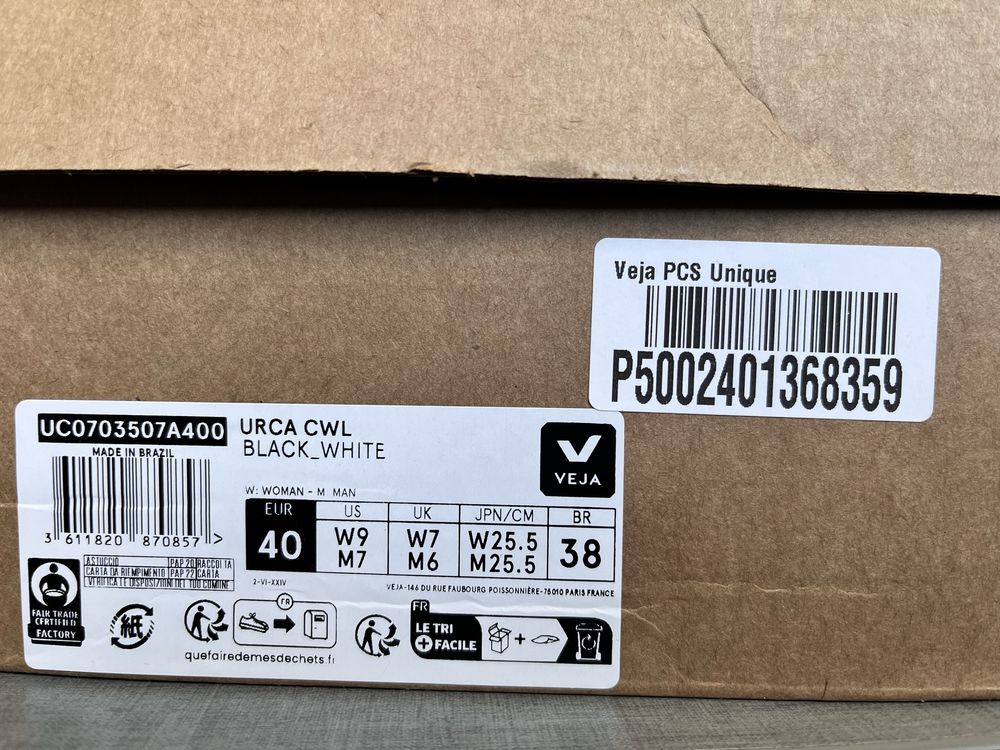 Veja PCS Unique
P5002401368359
UC0703507A400
MADE IN BRAZIL
3 611820 870857 >
URCA CWL
BLACK_WHITE
VEJA
W: WOMAN - M MAN
EUR US UK JPN/CM BR
40 W9 W7 W25.5 38
M7 M6 M25.5
2-VI-XXIV
VEJA-146 DU RUE FAUBOURG POISSONNIÈRE-75010 PARIS FRANCE
ASTUCCIO PAP 20 RACCOLTA
CARTA DA RIEMPIMENTO PAP 22 CARTA
VERIFICA LE DISPOSIZIONI DEL TUO COMUNE
FAIR TRADE
CERTIFIED
FACTORY
紙
FR
quefairedemesdechets.fr
FR
LE TRI
+ FACILE
+